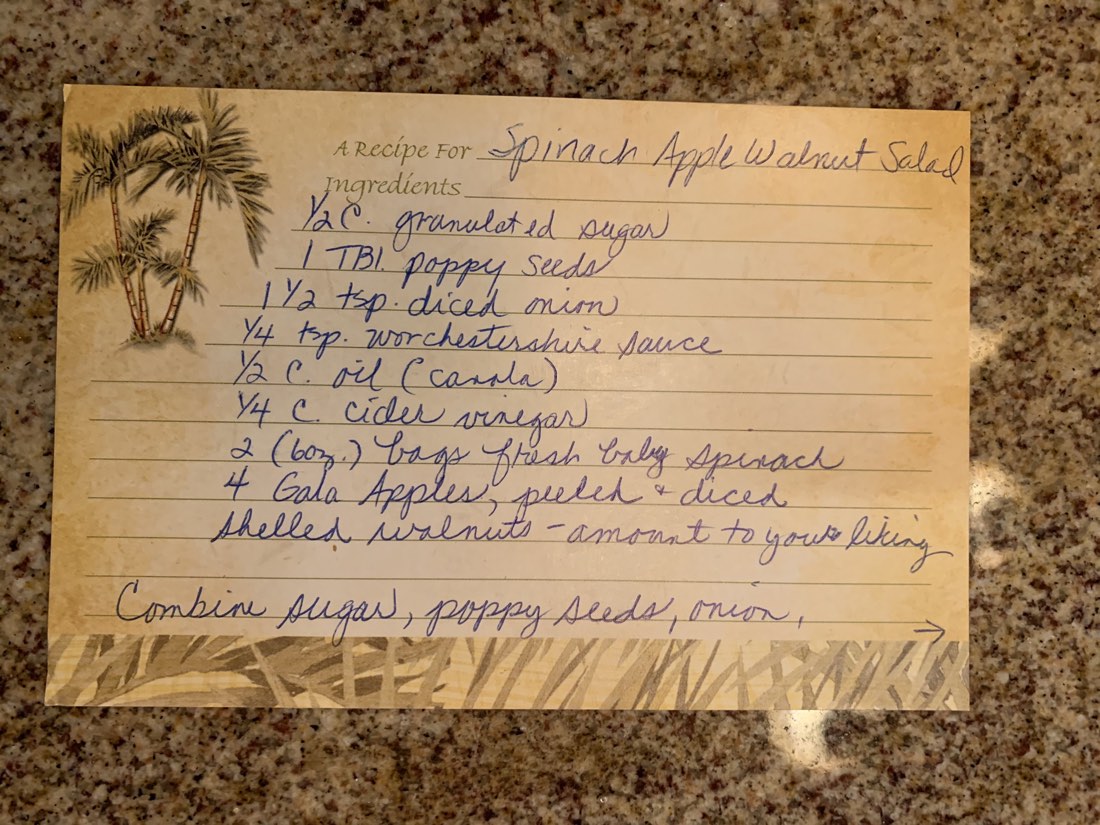 A Recipe For Spinach Apple Walnut Salad
Ingredients
1/2 C. granulated sugar
1 TBl. poppy seeds
1 1/2 tsp. diced onion
1/4 tsp. worchestershire sauce
1/2 C. oil (canola)
1/4 C. cider vinegar
2 (6oz.) bags fresh baby spinach
4 Gala Apples, peeled + diced
shelled walnuts - amount to your liking
Combine sugar, poppy seeds, onion, →